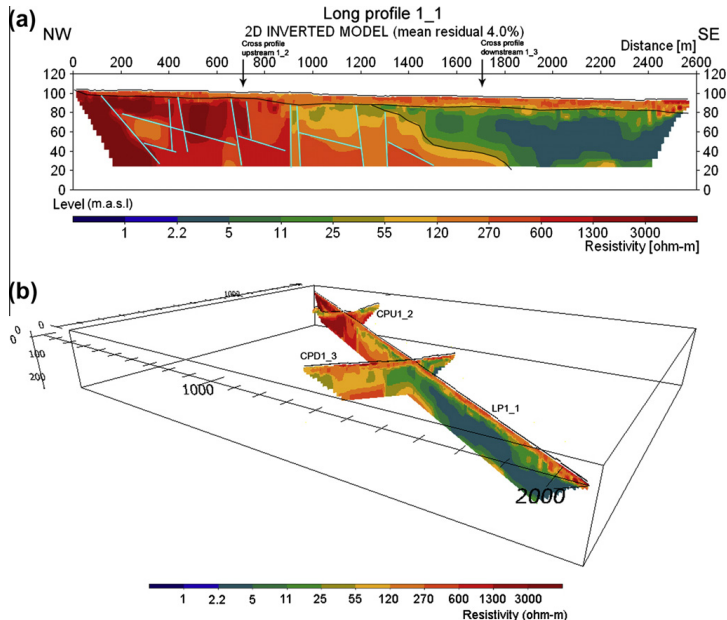 (a)
Long profile 1_1
NW
2D INVERTED MODEL (mean residual 4.0%)
SE
Cross profile
upstream 1_2
Cross profile
downstream 1_3
Distance [m]
0 200 400 600 800 1000 1200 1400 1600 1800 2000 2200 2400 2600
120 120
100 100
80 80
60 60
40 40
20 20
0 0
Level (m.a.s.l)
1 2.2 5 11 25 55 120 270 600 1300 3000
Resistivity [ohm-m]
(b)
1000
CPU1_2
0
0
0
1
100
200
CPD1_3
1000
LP1_1
2000
1 2.2 5 11 25 55 120 270 600 1300 3000
Resistivity (ohm-m)